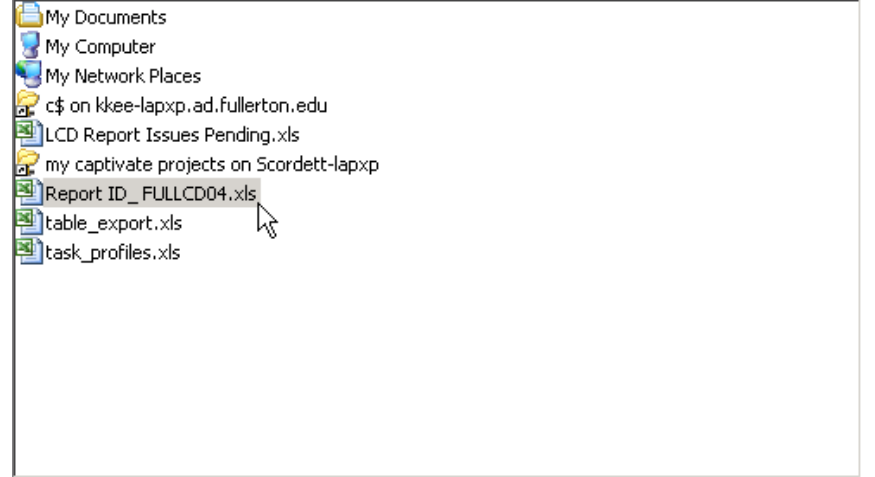 My Documents
My Computer
My Network Places
c$ on kkee-lapxp.ad.fullerton.edu
LCD Report Issues Pending.xls
my captivate projects on Scordett-lapxp
Report ID_ FULLCD04.xls
table_export.xls
task_profiles.xls